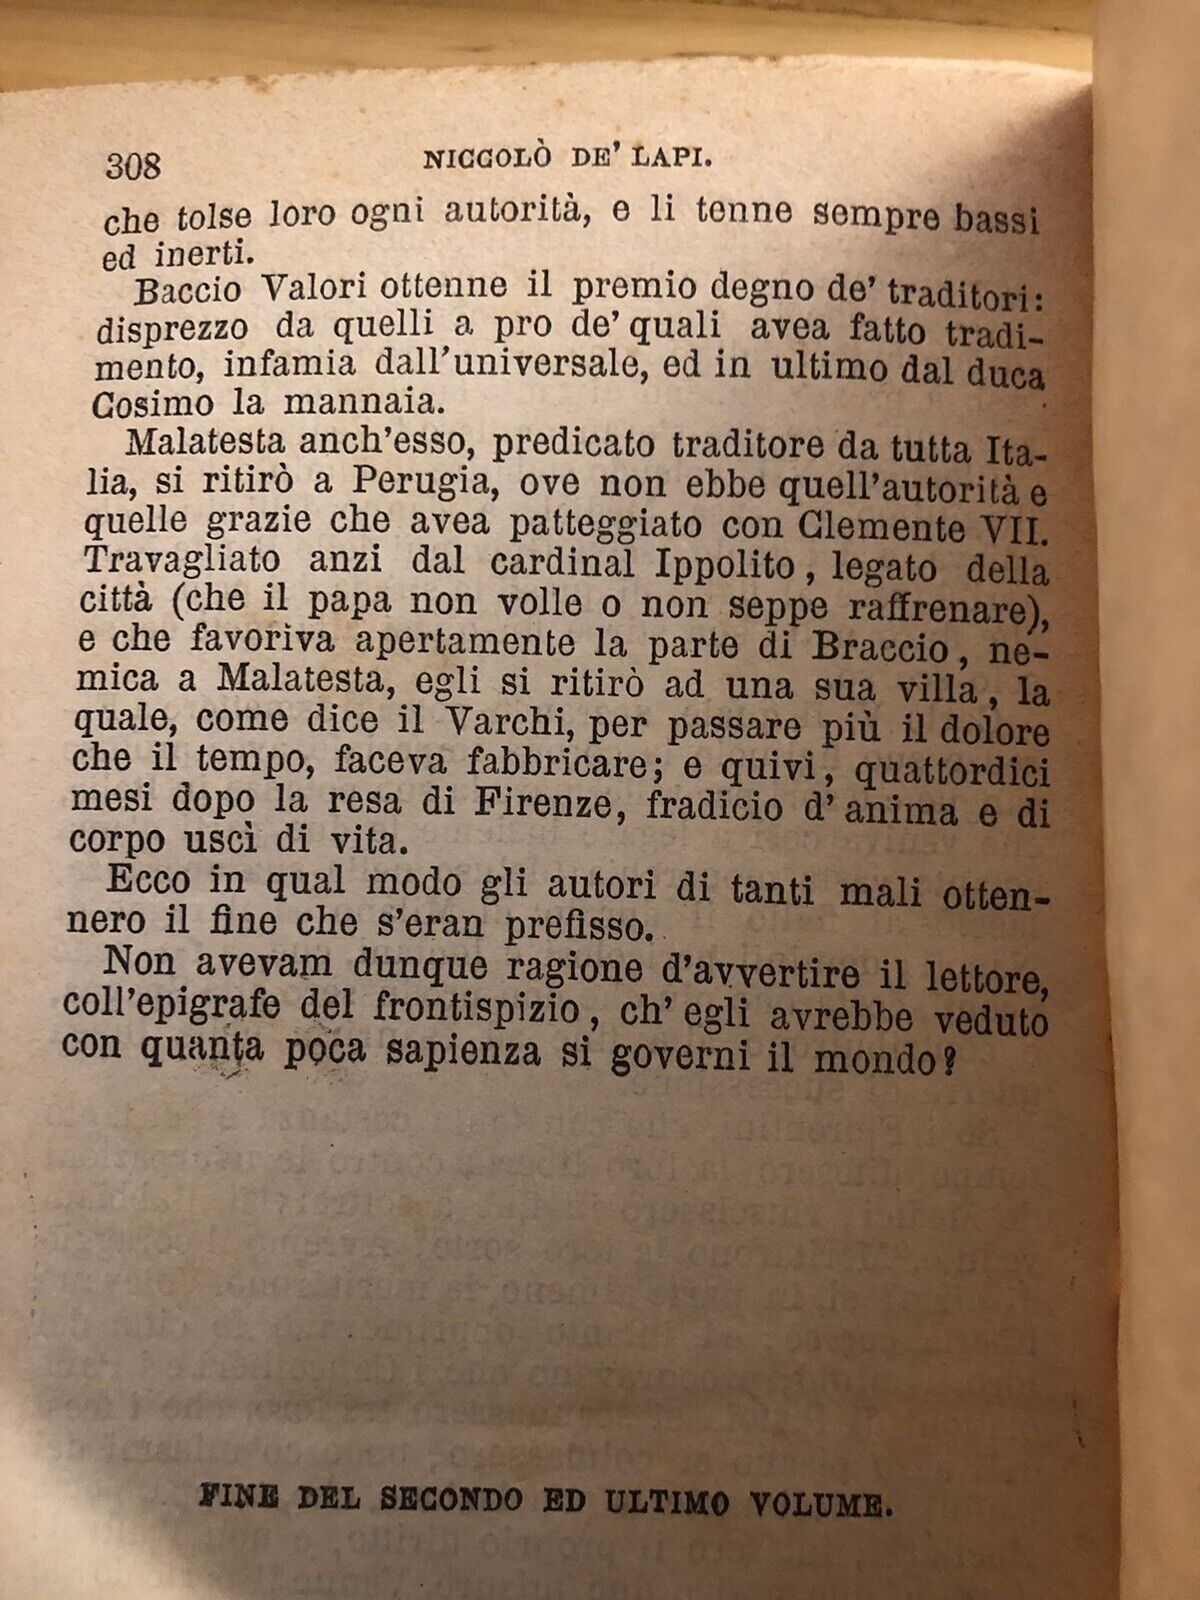 308
NICCOLÒ DE' LAPI.
che tolse loro ogni autorità, e li tenne sempre bassi
ed inerti.
Baccio Valori ottenne il premio degno de' traditori:
disprezzo da quelli a pro de' quali avea fatto tradi-
mento, infamia dall'universale, ed in ultimo dal duca
Cosimo la mannaia.
Malatesta anch'esso, predicato traditore da tutta Ita-
lia, si ritirò a Perugia, ove non ebbe quell'autorità e
quelle grazie che avea patteggiato con Clemente VII.
Travagliato anzi dal cardinal Ippolito, legato della
città (che il papa non volle o non seppe raffrenare),
e che favoriva apertamente la parte di Braccio, ne-
mica a Malatesta, egli si ritirò ad una sua villa, la
quale, come dice il Varchi, per passare più il dolore
che il tempo, faceva fabbricare; e quivi, quattordici
mesi dopo la resa di Firenze, fradicio d'anima e di
corpo uscì di vita.
Ecco in qual modo gli autori di tanti mali otten-
nero il fine che s'eran prefisso.
Non avevam dunque ragione d'avvertire il lettore,
coll'epigrafe del frontispizio, ch'egli avrebbe veduto
con quanta poca sapienza si governi il mondo?
FINE DEL SECONDO ED ULTIMO VOLUME.